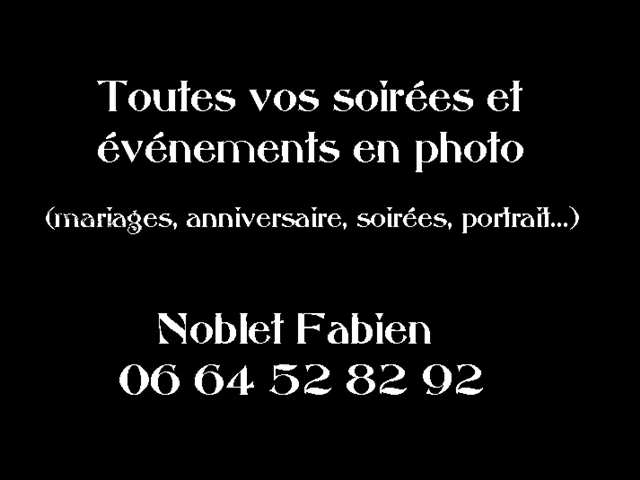 Toutes vos soirées et
événements en photo
(mariages, anniversaire, soirées, portrait...)
Noblet Fabien
06 64 52 82 92